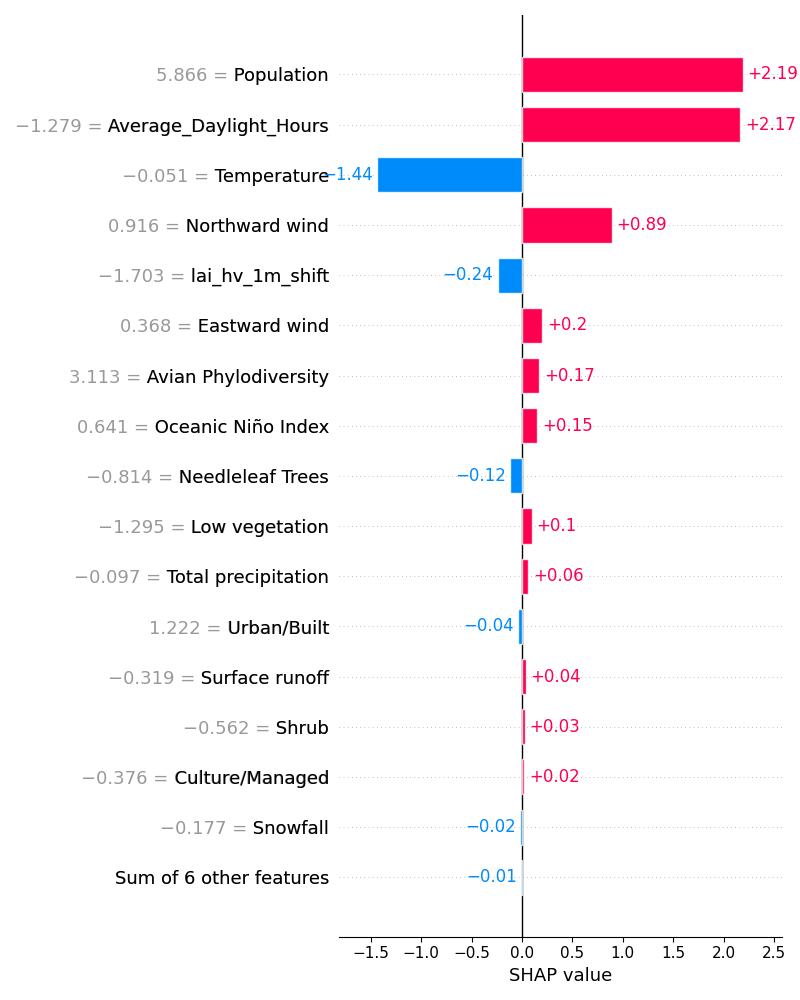 5.866 = Population +2.19
−1.279 = Average_Daylight_Hours +2.17
−0.051 = Temperature −1.44
0.916 = Northward wind +0.89
−1.703 = lai_hv_1m_shift −0.24
0.368 = Eastward wind +0.2
3.113 = Avian Phylodiversity +0.17
0.641 = Oceanic Niño Index +0.15
−0.814 = Needleleaf Trees −0.12
−1.295 = Low vegetation +0.1
−0.097 = Total precipitation +0.06
1.222 = Urban/Built −0.04
−0.319 = Surface runoff +0.04
−0.562 = Shrub +0.03
−0.376 = Culture/Managed +0.02
−0.177 = Snowfall −0.02
Sum of 6 other features −0.01
−1.5 −1.0 −0.5 0.0 0.5 1.0 1.5 2.0 2.5
SHAP value